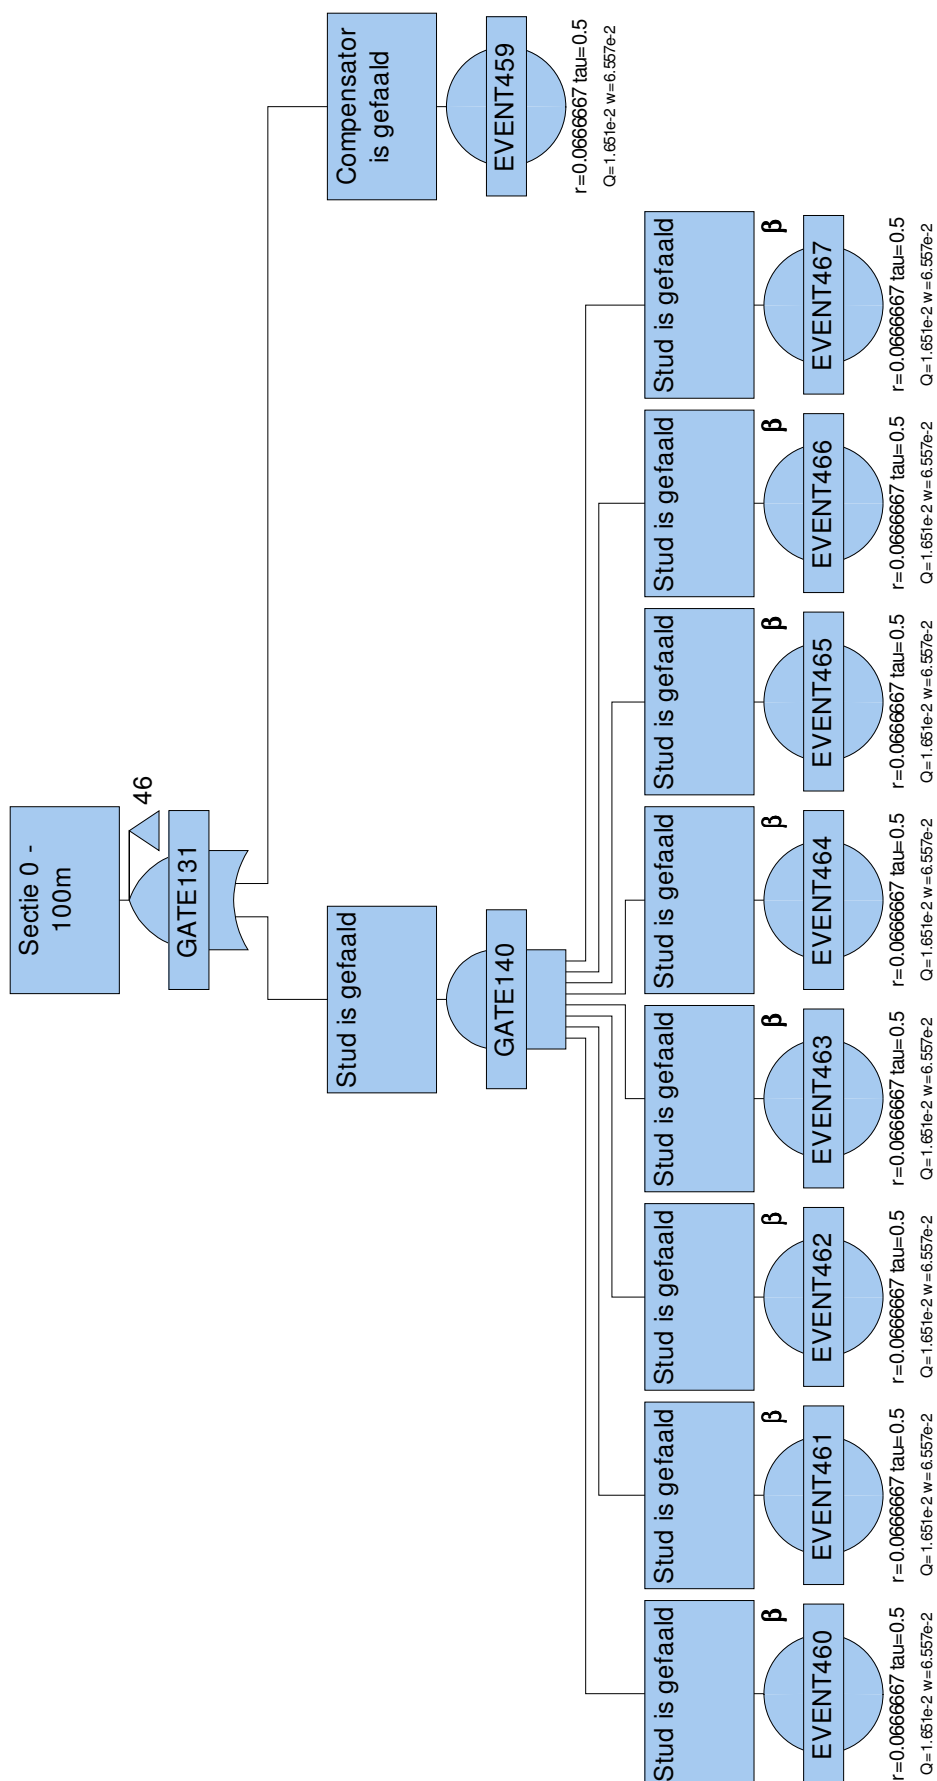 Sectie 0 -
100m
46
GATE131
Stud is gefaald
GATE140
Compensator
is gefaald
EVENT459
r=0.0666667 tau=0.5
Q=1.651e-2 w=6.557e-2
Stud is gefaald
β
EVENT460
r=0.0666667 tau=0.5
Q=1.651e-2 w=6.557e-2
Stud is gefaald
β
EVENT461
r=0.0666667 tau=0.5
Q=1.651e-2 w=6.557e-2
Stud is gefaald
β
EVENT462
r=0.0666667 tau=0.5
Q=1.651e-2 w=6.557e-2
Stud is gefaald
β
EVENT463
r=0.0666667 tau=0.5
Q=1.651e-2 w=6.557e-2
Stud is gefaald
β
EVENT464
r=0.0666667 tau=0.5
Q=1.651e-2 w=6.557e-2
Stud is gefaald
β
EVENT465
r=0.0666667 tau=0.5
Q=1.651e-2 w=6.557e-2
Stud is gefaald
β
EVENT466
r=0.0666667 tau=0.5
Q=1.651e-2 w=6.557e-2
Stud is gefaald
β
EVENT467
r=0.0666667 tau=0.5
Q=1.651e-2 w=6.557e-2